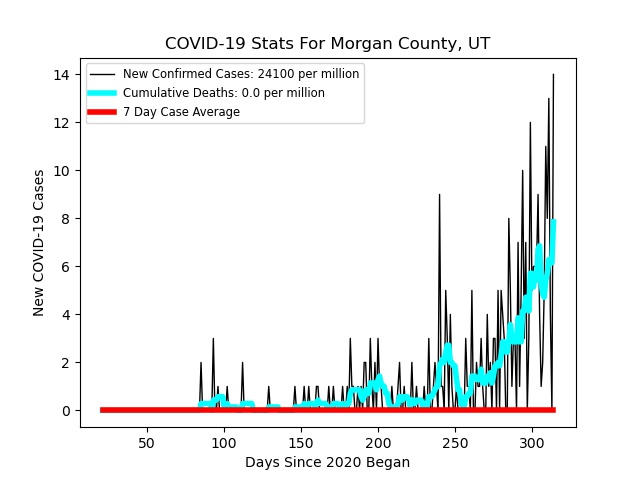 COVID-19 Stats For Morgan County, UT
New Confirmed Cases: 24100 per million
Cumulative Deaths: 0.0 per million
7 Day Case Average
New COVID-19 Cases
14
12
10
8
6
4
2
0
50 100 150 200 250 300
Days Since 2020 Began